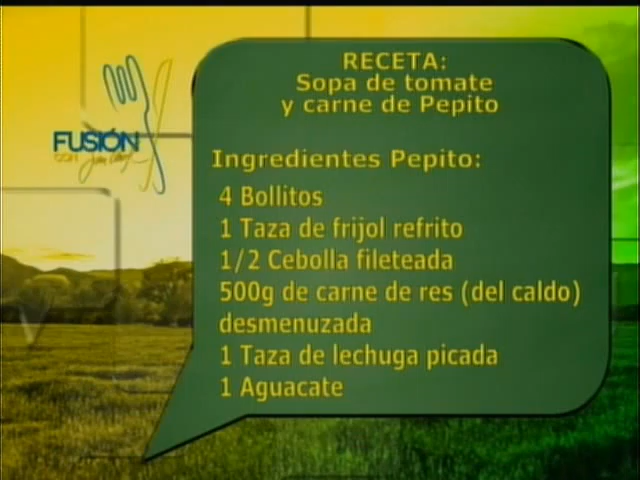 RECETA:
Sopa de tomate
y carne de Pepito
FUSIÓN
CON
Ingredientes Pepito:
4 Bollitos
1 Taza de frijol refrito
1/2 Cebolla fileteada
500g de carne de res (del caldo)
desmenuzada
1 Taza de lechuga picada
1 Aguacate